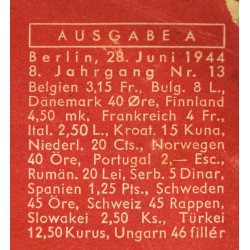 AUSGABE A
Berlin, 28. Juni 1944
8. Jahrgang Nr. 13
Belgien 3,15 Fr., Bulg. 8 L.,
Dänemark 40 Øre, Finnland
4,50 mk, Frankreich 4 Fr.,
Ital. 2,50 L., Kroat. 15 Kuna,
Niederl. 20 Cts., Norwegen
40 Öre, Portugal 2,— Esc.,
Rumän. 20 Lei, Serb. 5 Dinar,
Spanien 1,25 Pts., Schweden
45 Öre, Schweiz 45 Rappen,
Slowakei 2,50 Ks., Türkei
12,50 Kurus, Ungarn 46 fillér